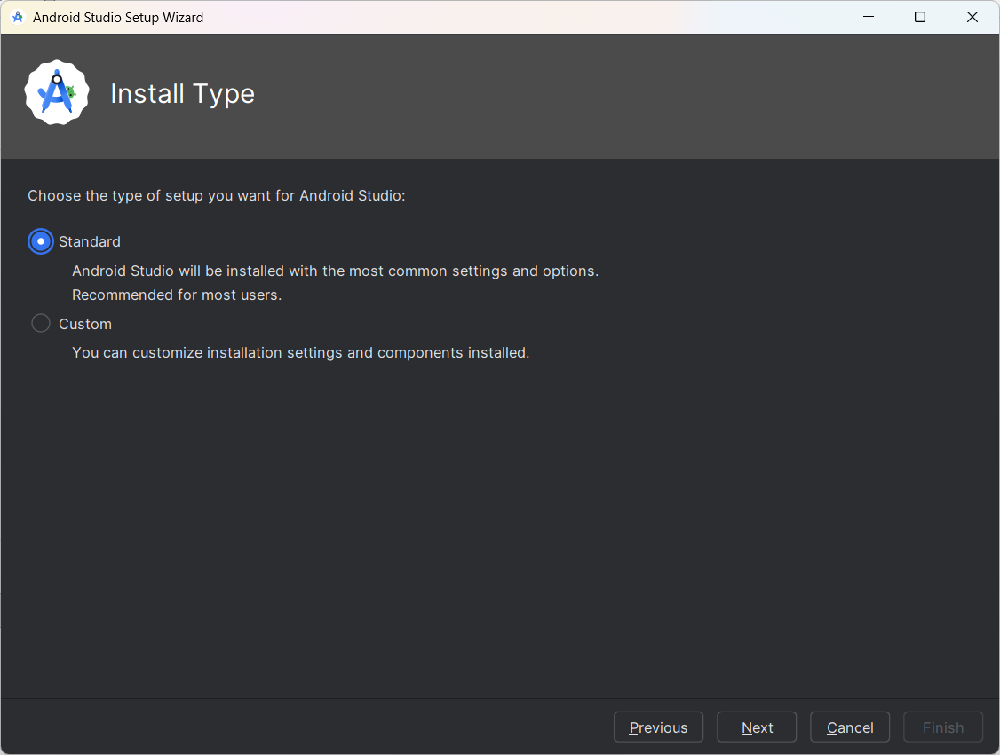 Android Studio Setup Wizard
Install Type
Choose the type of setup you want for Android Studio:
Standard
Android Studio will be installed with the most common settings and options.
Recommended for most users.
Custom
You can customize installation settings and components installed.
Previous Next Cancel Finish